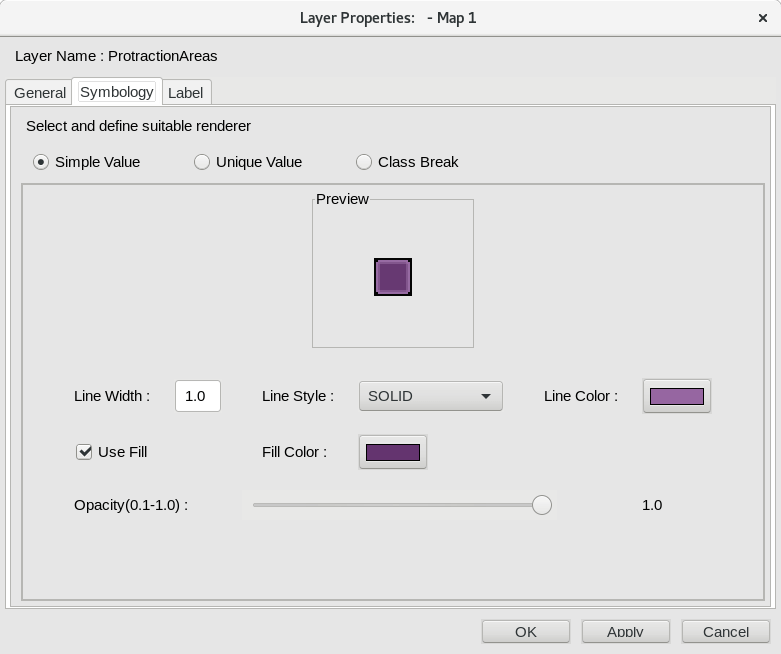 Layer Properties:   - Map 1
Layer Name : ProtractionAreas
General Symbology Label
Select and define suitable renderer
Simple Value Unique Value Class Break
Preview
Line Width : 1.0 Line Style : SOLID Line Color :
Use Fill Fill Color :
Opacity(0.1-1.0) : 1.0
OK Apply Cancel